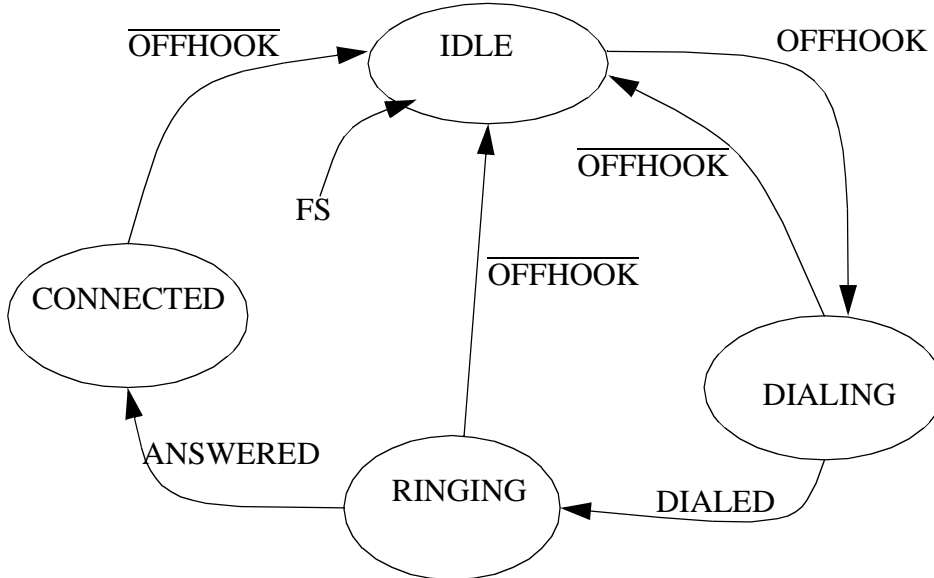 OFFHOOK
IDLE
OFFHOOK
OFFHOOK
FS
OFFHOOK
CONNECTED
DIALING
ANSWERED
RINGING
DIALED